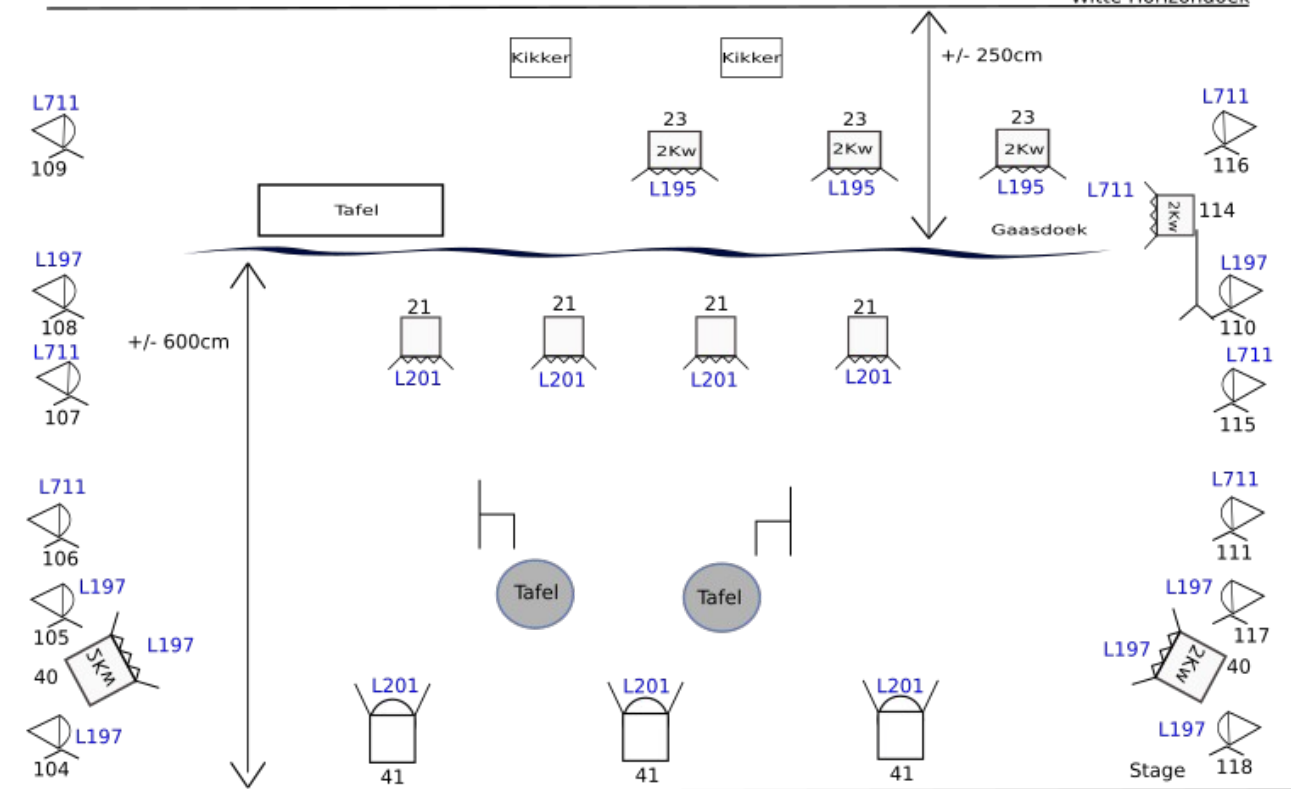 Witte Horizondoek
Kikker
Kikker
+/- 250cm
L711
109
23
2Kw
L195
23
2Kw
L195
23
2Kw
L195
L711
116
Tafel
L711
2Kw
114
Gaasdoek
L197
108
L197
110
+/- 600cm
21
L201
21
L201
21
L201
21
L201
L711
107
L711
115
L711
106
L711
111
Tafel
Tafel
L197
105
L197
117
2Kw
L197
40
L197
2Kw
40
L197
104
L201
41
L201
41
L201
41
L197
118
Stage